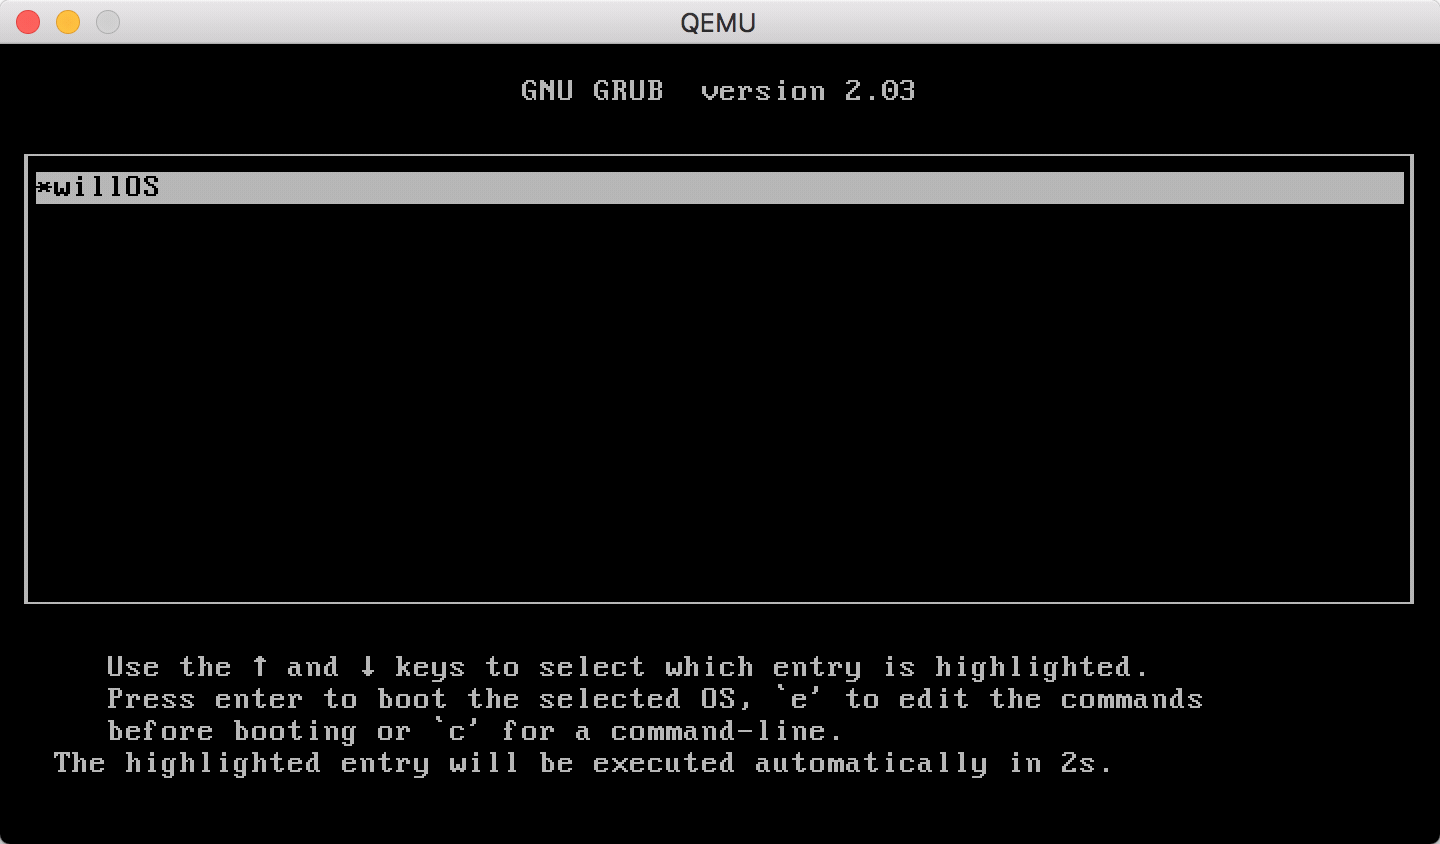 QEMU
GNU GRUB  version 2.03
*willOS
Use the ↑ and ↓ keys to select which entry is highlighted.
Press enter to boot the selected OS, `e' to edit the commands
before booting or `c' for a command-line.
The highlighted entry will be executed automatically in 2s.